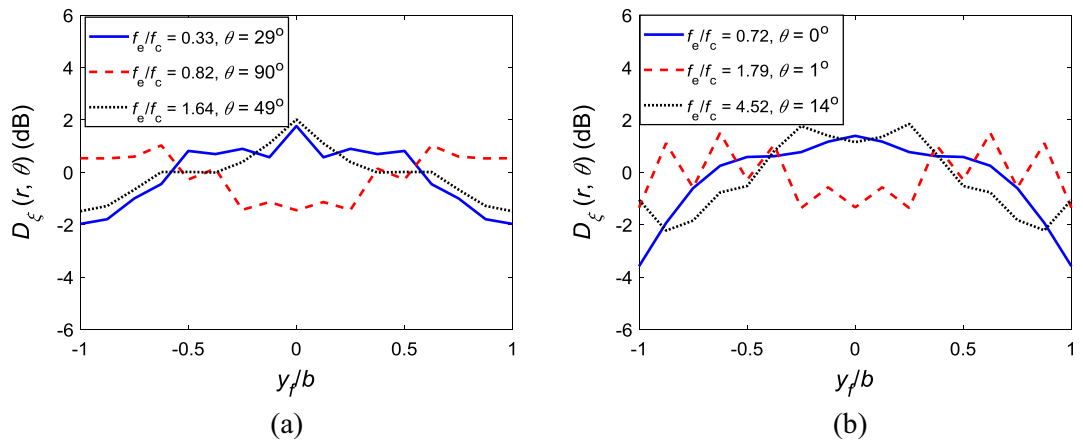 6
4
2
0
-2
-4
-6
D_ξ (r, θ) (dB)
f_e/f_c = 0.33, θ = 29°
f_e/f_c = 0.82, θ = 90°
f_e/f_c = 1.64, θ = 49°
-1 -0.5 0 0.5 1
y_f/b
(a)
6
4
2
0
-2
-4
-6
D_ξ (r, θ) (dB)
f_e/f_c = 0.72, θ = 0°
f_e/f_c = 1.79, θ = 1°
f_e/f_c = 4.52, θ = 14°
-1 -0.5 0 0.5 1
y_f/b
(b)